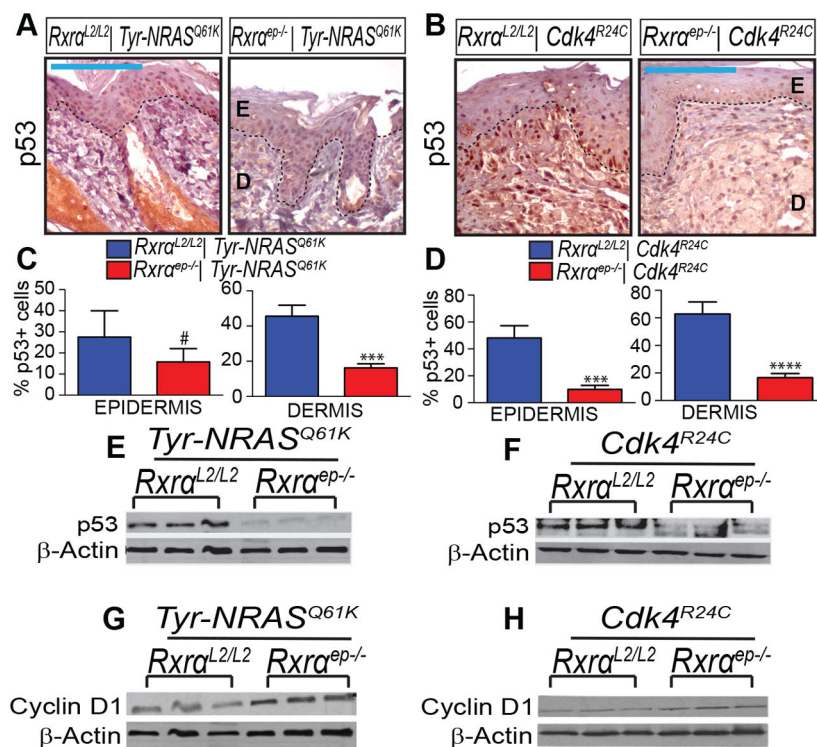 A
Rxrα^L2/L2 | Tyr-NRAS^Q61K
Rxrα^ep-/- | Tyr-NRAS^Q61K
p53
E
D
B
Rxrα^L2/L2 | Cdk4^R24C
Rxrα^ep-/- | Cdk4^R24C
p53
E
D
C
Rxrα^L2/L2 | Tyr-NRAS^Q61K
Rxrα^ep-/- | Tyr-NRAS^Q61K
% p53+ cells
50
40
30
20
10
0
#
EPIDERMIS
60
40
20
0
***
DERMIS
D
Rxrα^L2/L2 | Cdk4^R24C
Rxrα^ep-/- | Cdk4^R24C
% p53+ cells
80
60
40
20
0
***
EPIDERMIS
80
60
40
20
0
****
DERMIS
E
Tyr-NRAS^Q61K
Rxrα^L2/L2 Rxrα^ep-/-
p53
β-Actin
F
Cdk4^R24C
Rxrα^L2/L2 Rxrα^ep-/-
p53
β-Actin
G
Tyr-NRAS^Q61K
Rxrα^L2/L2 Rxrα^ep-/-
Cyclin D1
β-Actin
H
Cdk4^R24C
Rxrα^L2/L2 Rxrα^ep-/-
Cyclin D1
β-Actin